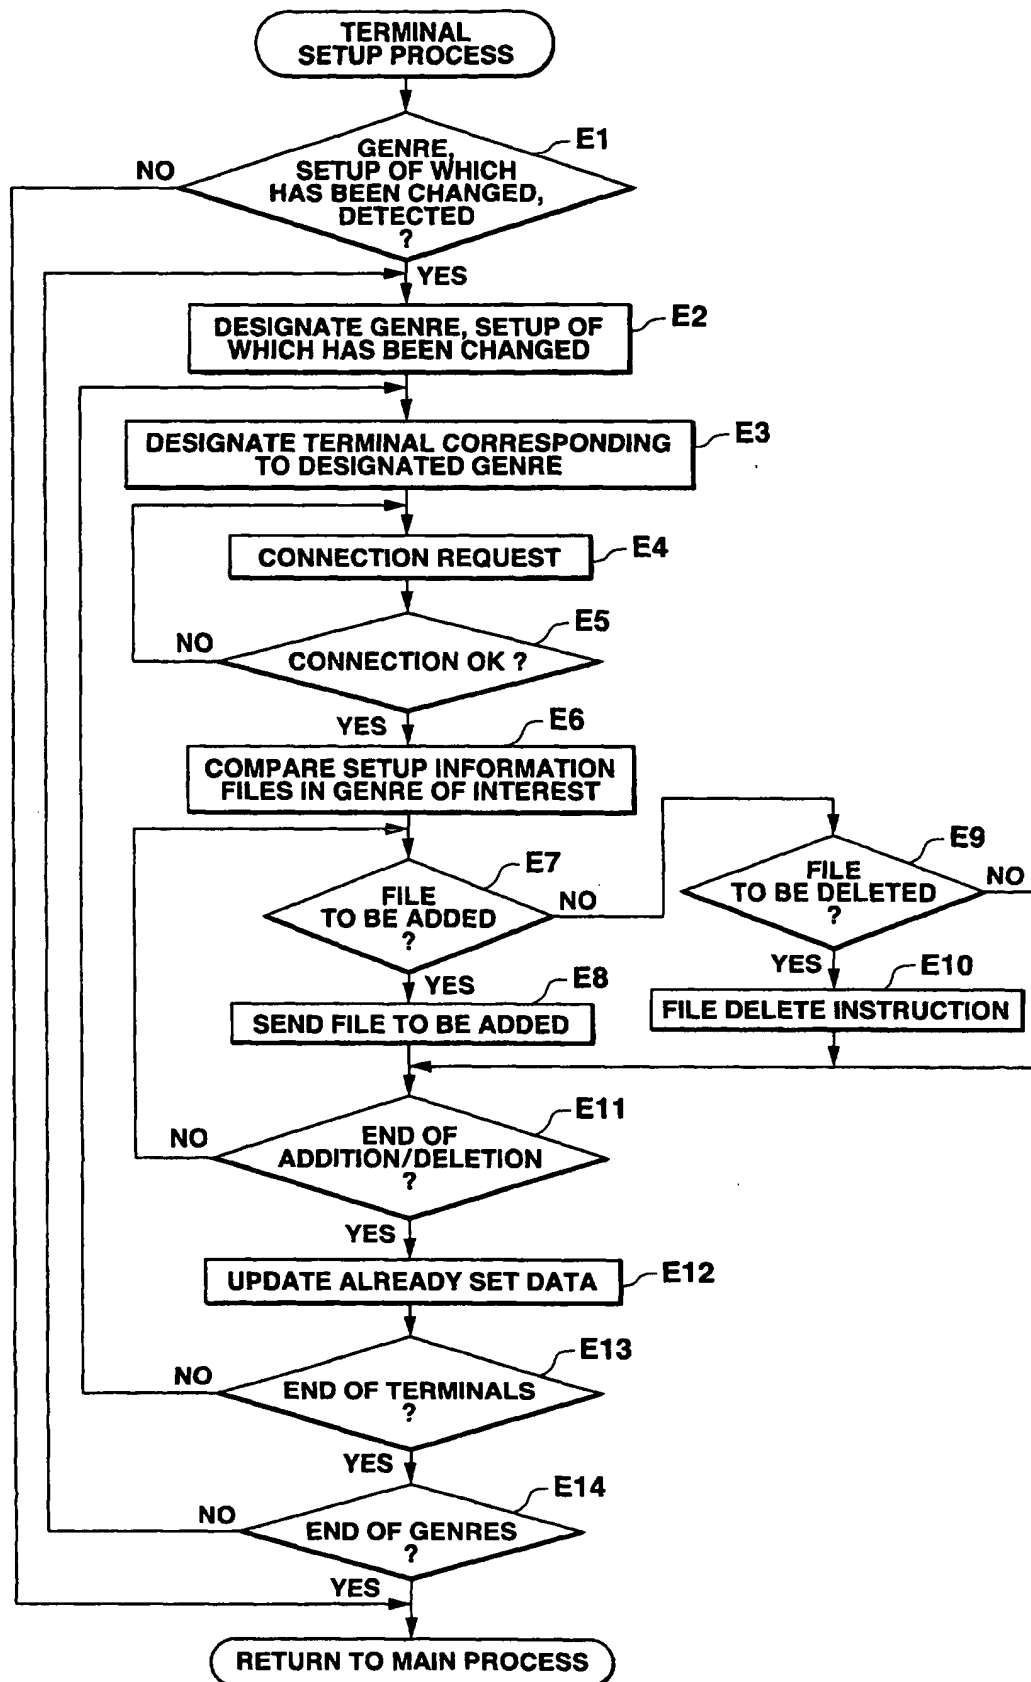 TERMINAL
SETUP PROCESS
E1
GENRE,
SETUP OF WHICH
HAS BEEN CHANGED,
DETECTED
?
NO
YES
E2
DESIGNATE GENRE, SETUP OF
WHICH HAS BEEN CHANGED
E3
DESIGNATE TERMINAL CORRESPONDING
TO DESIGNATED GENRE
E4
CONNECTION REQUEST
E5
NO
CONNECTION OK ?
YES
E6
COMPARE SETUP INFORMATION
FILES IN GENRE OF INTEREST
E7
FILE
TO BE ADDED
?
NO
YES
E9
FILE
TO BE DELETED
?
NO
YES
E8
SEND FILE TO BE ADDED
E10
FILE DELETE INSTRUCTION
E11
NO
END OF
ADDITION/DELETION
?
YES
UPDATE ALREADY SET DATA
E12
E13
NO
END OF TERMINALS
?
YES
E14
NO
END OF GENRES
?
YES
RETURN TO MAIN PROCESS